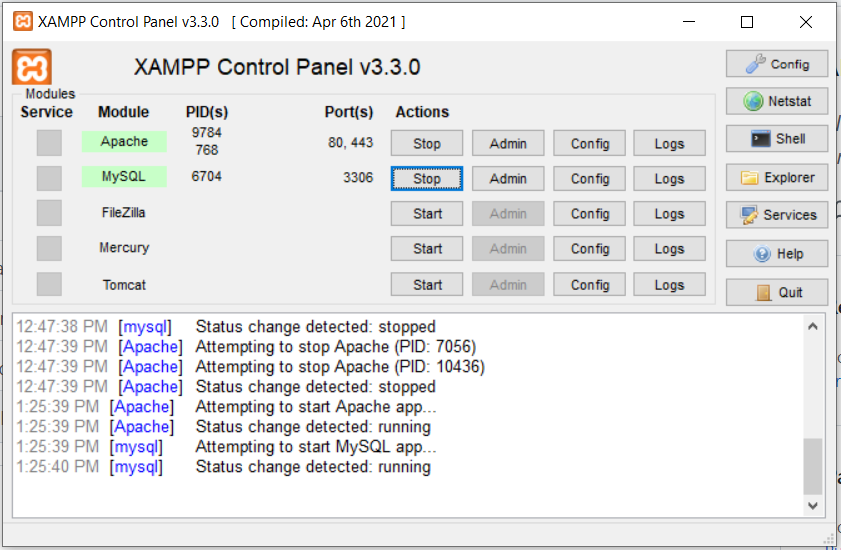 XAMPP Control Panel v3.3.0 [ Compiled: Apr 6th 2021 ]
XAMPP Control Panel v3.3.0
Config
Modules
Service Module PID(s) Port(s) Actions
Netstat
Apache 9784 768 80, 443 Stop Admin Config Logs
Shell
MySQL 6704 3306 Stop Admin Config Logs
Explorer
FileZilla Start Admin Config Logs
Services
Mercury Start Admin Config Logs
Help
Tomcat Start Admin Config Logs
Quit
12:47:38 PM [mysql] Status change detected: stopped
12:47:39 PM [Apache] Attempting to stop Apache (PID: 7056)
12:47:39 PM [Apache] Attempting to stop Apache (PID: 10436)
12:47:39 PM [Apache] Status change detected: stopped
1:25:39 PM [Apache] Attempting to start Apache app...
1:25:39 PM [Apache] Status change detected: running
1:25:39 PM [mysql] Attempting to start MySQL app...
1:25:40 PM [mysql] Status change detected: running